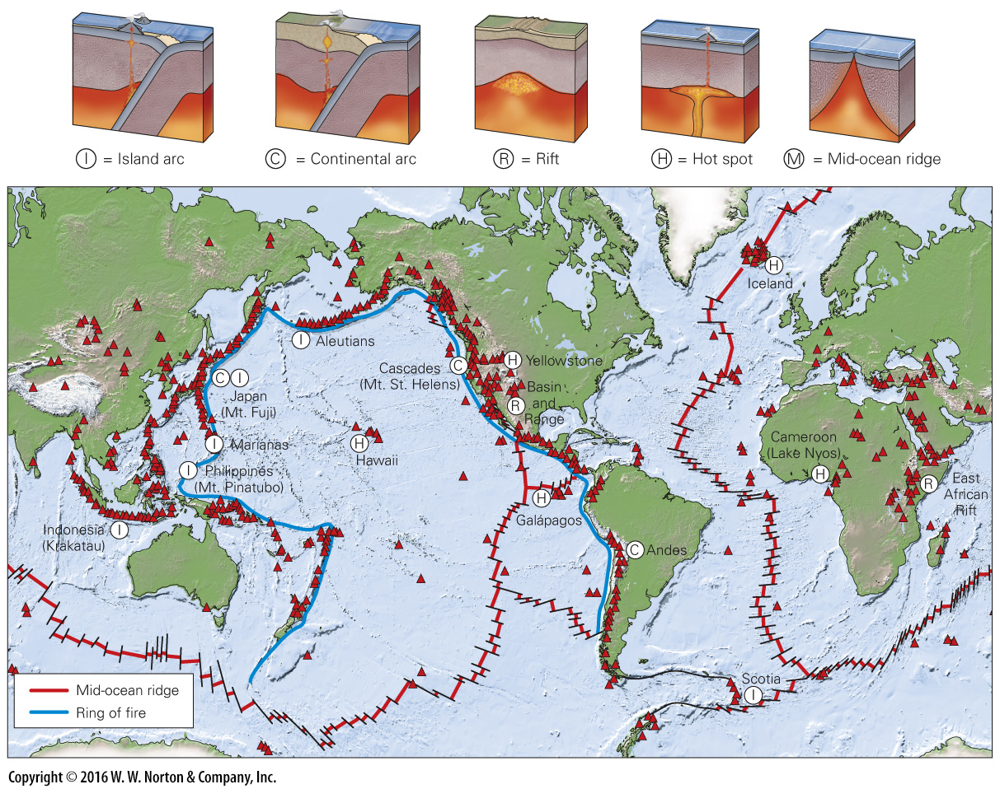 I = Island arc
C = Continental arc
R = Rift
H = Hot spot
M = Mid-ocean ridge
H
Iceland
I Aleutians
Cascades C
(Mt. St. Helens)
H Yellowstone
Basin
and
R Range
C I
Japan
(Mt. Fuji)
I Marianas
H
Hawaii
Cameroon
(Lake Nyos)
H
I Philippines
(Mt. Pinatubo)
R East
African
Rift
H
Galápagos
Indonesia I
(Krakatau)
C Andes
Scotia
I
Mid-ocean ridge
Ring of fire
Copyright © 2016 W. W. Norton & Company, Inc.